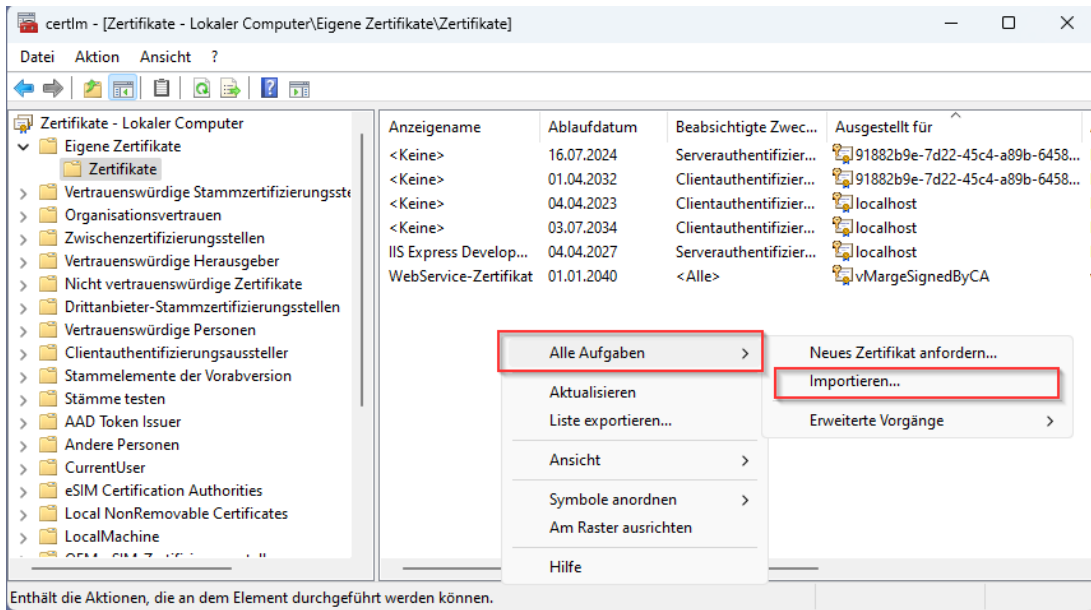 certlm - [Zertifikate - Lokaler Computer\Eigene Zertifikate\Zertifikate]
Datei Aktion Ansicht ?
Zertifikate - Lokaler Computer
Eigene Zertifikate
Zertifikate
Vertrauenswürdige Stammzertifizierungsste
Organisationsvertrauen
Zwischenzertifizierungsstellen
Vertrauenswürdige Herausgeber
Nicht vertrauenswürdige Zertifikate
Drittanbieter-Stammzertifizierungsstellen
Vertrauenswürdige Personen
Clientauthentifizierungsaussteller
Stammelemente der Vorabversion
Stämme testen
AAD Token Issuer
Andere Personen
CurrentUser
eSIM Certification Authorities
Local NonRemovable Certificates
LocalMachine
Anzeigename Ablaufdatum Beabsichtigte Zwec... Ausgestellt für
<Keine> 16.07.2024 Serverauthentifizier... 91882b9e-7d22-45c4-a89b-6458...
<Keine> 01.04.2032 Clientauthentifizier... 91882b9e-7d22-45c4-a89b-6458...
<Keine> 04.04.2023 Clientauthentifizier... localhost
<Keine> 03.07.2034 Clientauthentifizier... localhost
IIS Express Develop... 04.04.2027 Serverauthentifizier... localhost
WebService-Zertifikat 01.01.2040 <Alle> vMargeSignedByCA
Alle Aufgaben
Aktualisieren
Liste exportieren...
Ansicht
Symbole anordnen
Am Raster ausrichten
Hilfe
Neues Zertifikat anfordern...
Importieren...
Erweiterte Vorgänge
Enthält die Aktionen, die an dem Element durchgeführt werden können.